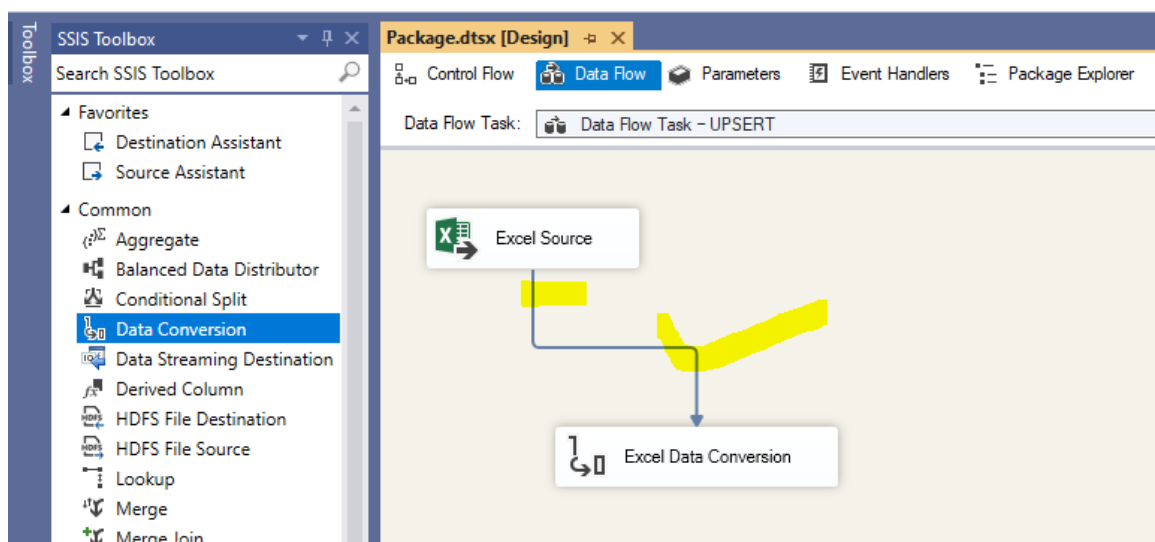 Toolbox
SSIS Toolbox
Search SSIS Toolbox
Favorites
Destination Assistant
Source Assistant
Common
Aggregate
Balanced Data Distributor
Conditional Split
Data Conversion
Data Streaming Destination
Derived Column
HDFS File Destination
HDFS File Source
Lookup
Merge
Merge Join
Package.dtsx [Design]
Control Flow Data Flow Parameters Event Handlers Package Explorer
Data Flow Task: Data Flow Task - UPSERT
Excel Source
Excel Data Conversion